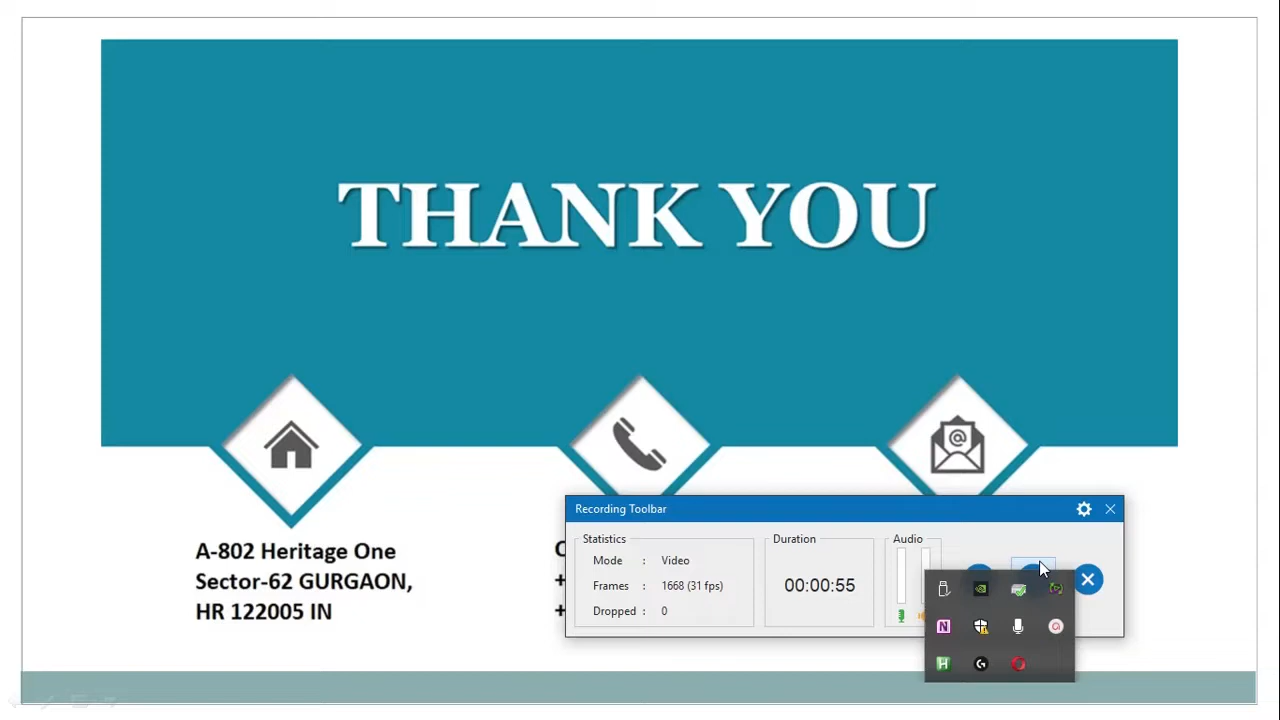 THANK YOU
A-802 Heritage One
Sector-62 GURGAON,
HR 122005 IN
C
+
+
Recording Toolbar
Statistics
Mode : Video
Frames : 1668 (31 fps)
Dropped : 0
Duration
00:00:55
Audio